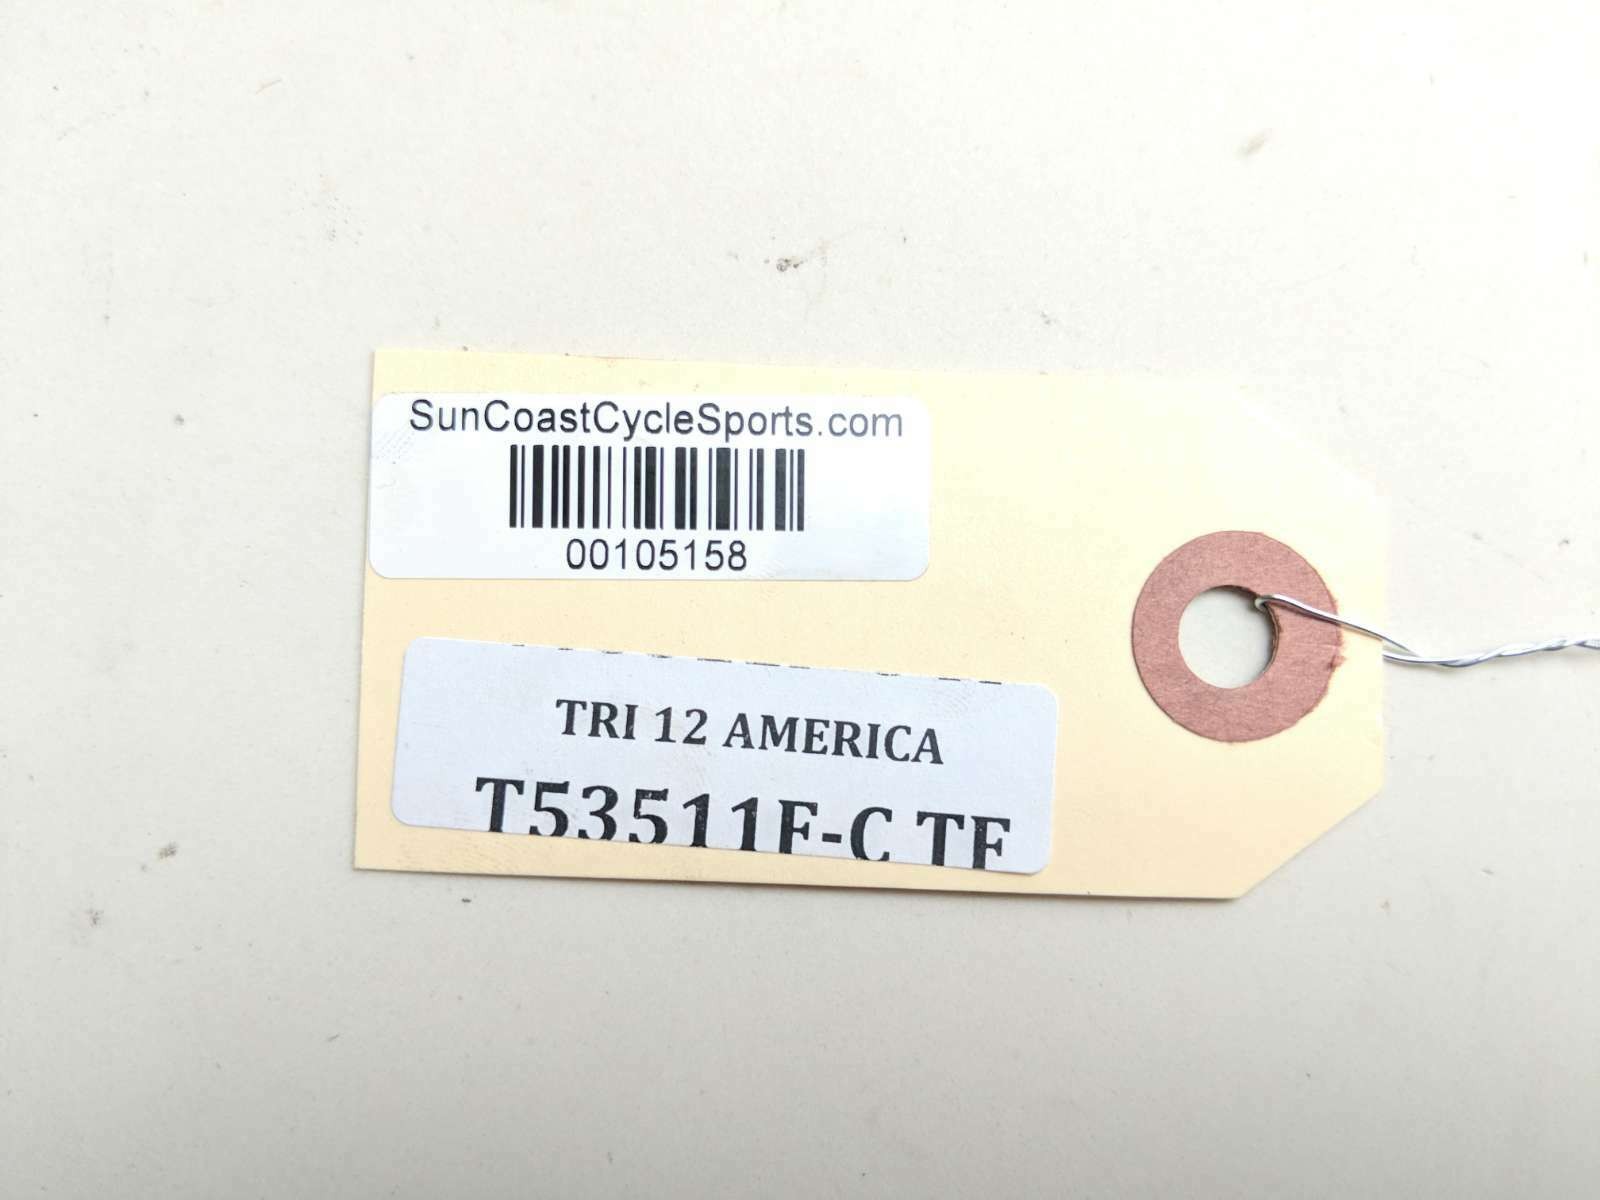 SunCoastCycleSports.com
00105158
TRI 12 AMERICA
T53511F-C TF